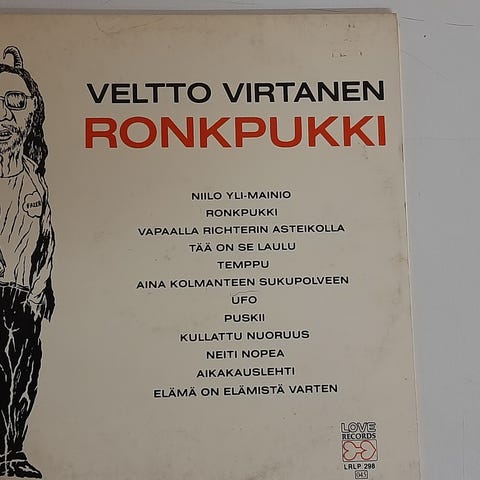 VELTTO VIRTANEN
RONKPUKKI
NIILO YLI-MAINIO
RONKPUKKI
VAPAALLA RICHTERIN ASTEIKOLLA
TÄÄ ON SE LAULU
TEMPPU
AINA KOLMANTEEN SUKUPOLVEEN
UFO
PUSKII
KULLATTU NUORUUS
NEITI NOPEA
AIKAKAUSLEHTI
ELÄMÄ ON ELÄMISTÄ VARTEN
LOVE
RECORDS
LRLP 298